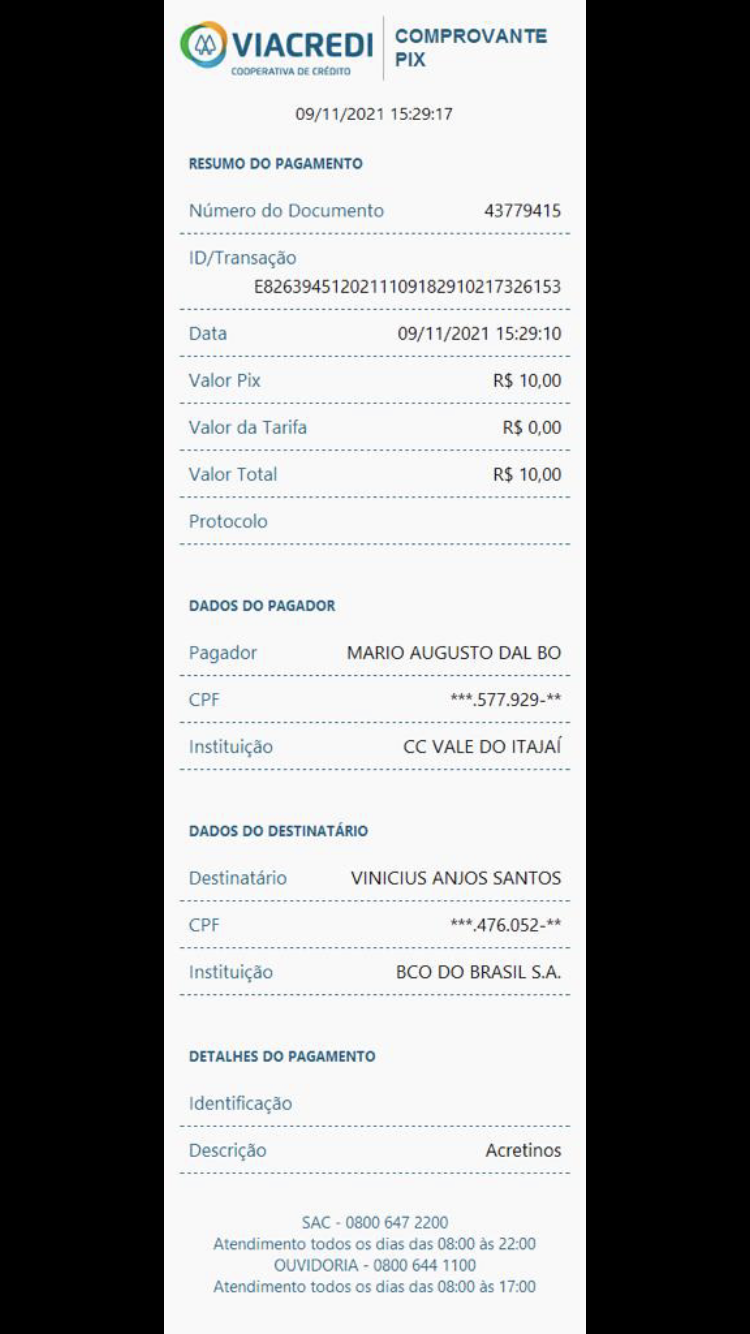 VIACREDI
COOPERATIVA DE CRÉDITO
COMPROVANTE
PIX
09/11/2021 15:29:17
RESUMO DO PAGAMENTO
Número do Documento 43779415
ID/Transação
E8263945120211109182910217326153
Data 09/11/2021 15:29:10
Valor Pix R$ 10,00
Valor da Tarifa R$ 0,00
Valor Total R$ 10,00
Protocolo
DADOS DO PAGADOR
Pagador MARIO AUGUSTO DAL BO
CPF ***.577.929-**
Instituição CC VALE DO ITAJAÍ
DADOS DO DESTINATÁRIO
Destinatário VINICIUS ANJOS SANTOS
CPF ***.476.052-**
Instituição BCO DO BRASIL S.A.
DETALHES DO PAGAMENTO
Identificação
Descrição Acretinos
SAC - 0800 647 2200
Atendimento todos os dias das 08:00 às 22:00
OUVIDORIA - 0800 644 1100
Atendimento todos os dias das 08:00 às 17:00